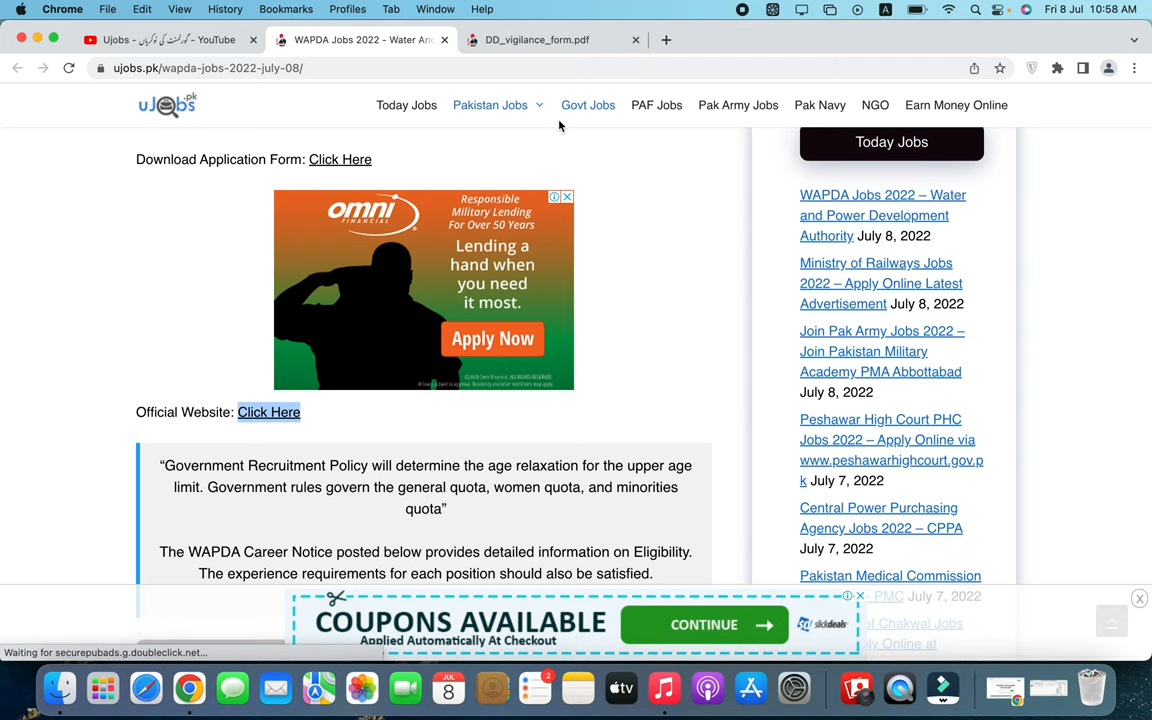 Chrome File Edit View History Bookmarks Profiles Tab Window Help A Fri 8 Jul 10:58 AM
Ujobs - گورنمنٹ کی نوکریاں - YouTube WAPDA Jobs 2022 - Water An DD_vigilance_form.pdf
ujobs.pk/wapda-jobs-2022-july-08/
uJobs.pk Today Jobs Pakistan Jobs Govt Jobs PAF Jobs Pak Army Jobs Pak Navy NGO Earn Money Online
Download Application Form: Click Here
OMNI
FINANCIAL
Responsible
Military Lending
For Over 50 Years
Lending a
hand when
you need
it most.
Apply Now
Official Website: Click Here
“Government Recruitment Policy will determine the age relaxation for the upper age
limit. Government rules govern the general quota, women quota, and minorities
quota”
The WAPDA Career Notice posted below provides detailed information on Eligibility.
The experience requirements for each position should also be satisfied.
Today Jobs
WAPDA Jobs 2022 – Water
and Power Development
Authority July 8, 2022
Ministry of Railways Jobs
2022 – Apply Online Latest
Advertisement July 8, 2022
Join Pak Army Jobs 2022 –
Join Pakistan Military
Academy PMA Abbottabad
July 8, 2022
Peshawar High Court PHC
Jobs 2022 – Apply Online via
www.peshawarhighcourt.gov.p
k July 7, 2022
Central Power Purchasing
Agency Jobs 2022 – CPPA
July 7, 2022
Pakistan Medical Commission
- PMC July 7, 2022
of Chakwal Jobs
ly Online at
COUPONS AVAILABLE
Applied Automatically At Checkout
CONTINUE
slickdeals
Waiting for securepubads.g.doubleclick.net...
JUL
8
2
tv